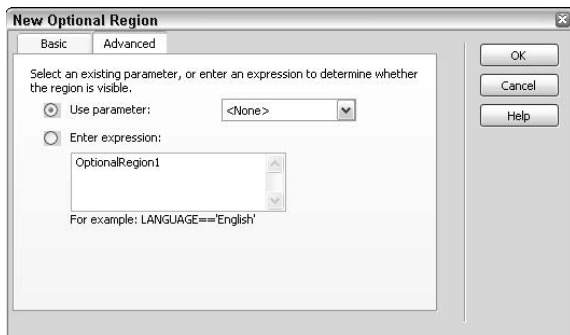 New Optional Region
Basic
Advanced
Select an existing parameter, or enter an expression to determine whether
the region is visible.
Use parameter:
<None>
Enter expression:
OptionalRegion1
For example: LANGUAGE=='English'
OK
Cancel
Help